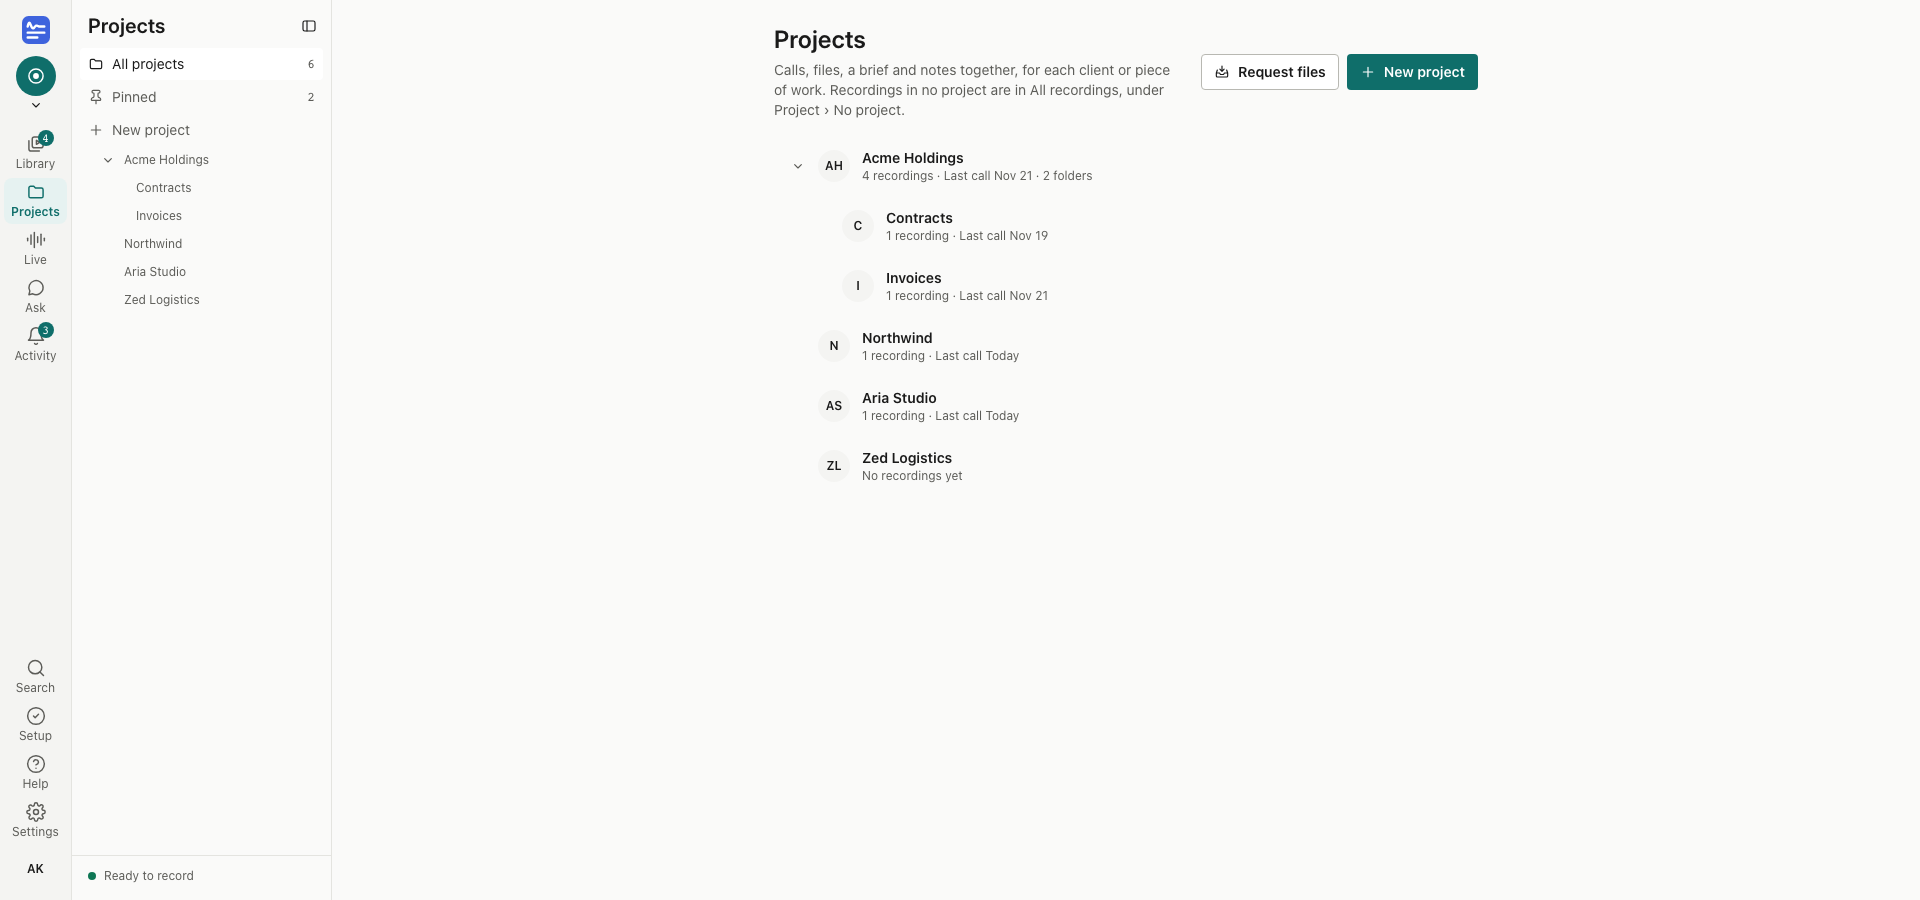 Projects
All projects 6
Pinned 2
New project
Acme Holdings
Contracts
Invoices
Northwind
Aria Studio
Zed Logistics
4
Library
Projects
Live
Ask
3
Activity
Search
Setup
Help
Settings
AK
Ready to record
Projects
Calls, files, a brief and notes together, for each client or piece
of work. Recordings in no project are in All recordings, under
Project › No project.
Request files
New project
AH
Acme Holdings
4 recordings · Last call Nov 21 · 2 folders
C
Contracts
1 recording · Last call Nov 19
I
Invoices
1 recording · Last call Nov 21
N
Northwind
1 recording · Last call Today
AS
Aria Studio
1 recording · Last call Today
ZL
Zed Logistics
No recordings yet